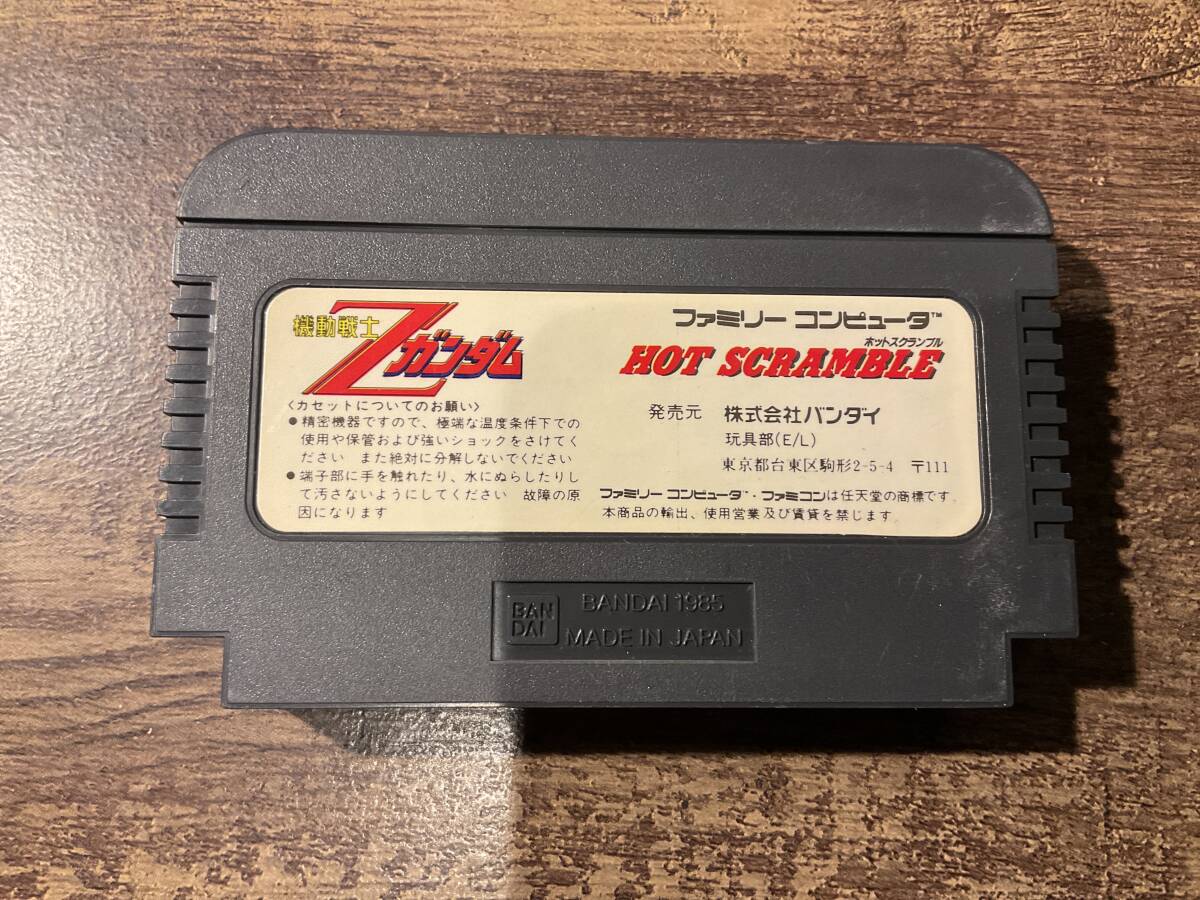 機動戦士
Zガンダム
〈カセットについてのお願い〉
●精密機器ですので、極端な温度条件下での
使用や保管および強いショックをさけてく
ださい また絶対に分解しないでください
●端子部に手を触れたり、水にぬらしたりし
て汚さないようにしてください 故障の原
因になります
ファミリー コンピュータ™
ホットスクランブル
HOT SCRAMBLE
発売元 株式会社バンダイ
玩具部(E/L)
東京都台東区駒形2-5-4 〒111
ファミリー コンピュータ™・ファミコンは任天堂の商標です
本商品の輸出、使用営業及び賃貸を禁じます
BAN
DAI
BANDAI 1985
MADE IN JAPAN